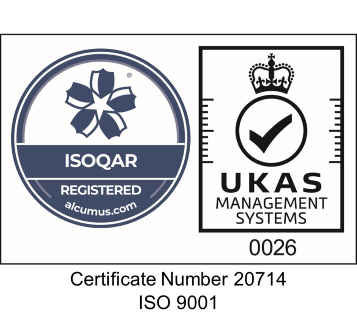 ®
ISOQAR
REGISTERED
alcumus.com
UKAS
MANAGEMENT
SYSTEMS
0026
Certificate Number 20714
ISO 9001